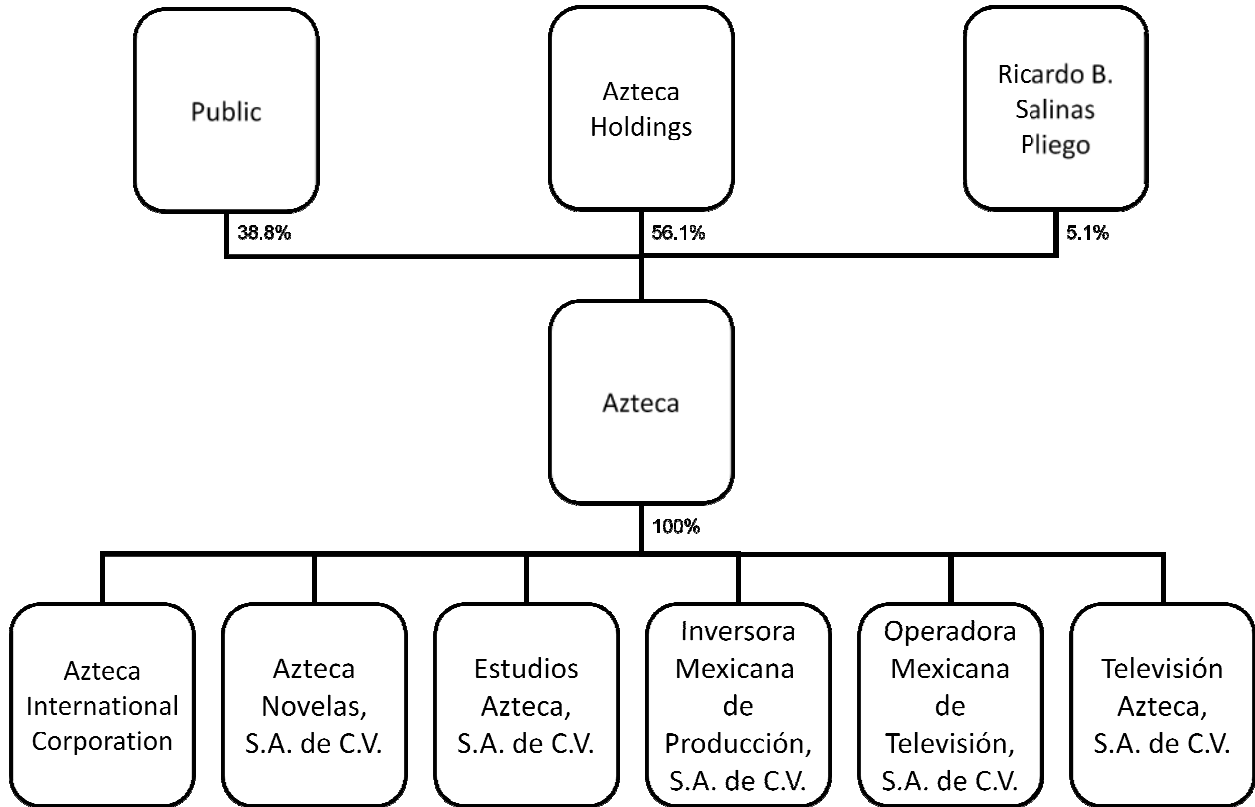 Public
Azteca
Holdings
Ricardo B.
Salinas
Pliego
38.8%
56.1%
5.1%
Azteca
100%
Azteca
International
Corporation
Azteca
Novelas,
S.A. de C.V.
Estudios
Azteca,
S.A. de C.V.
Inversora
Mexicana
de
Producción,
S.A. de C.V.
Operadora
Mexicana
de
Televisión,
S.A. de C.V.
Televisión
Azteca,
S.A. de C.V.